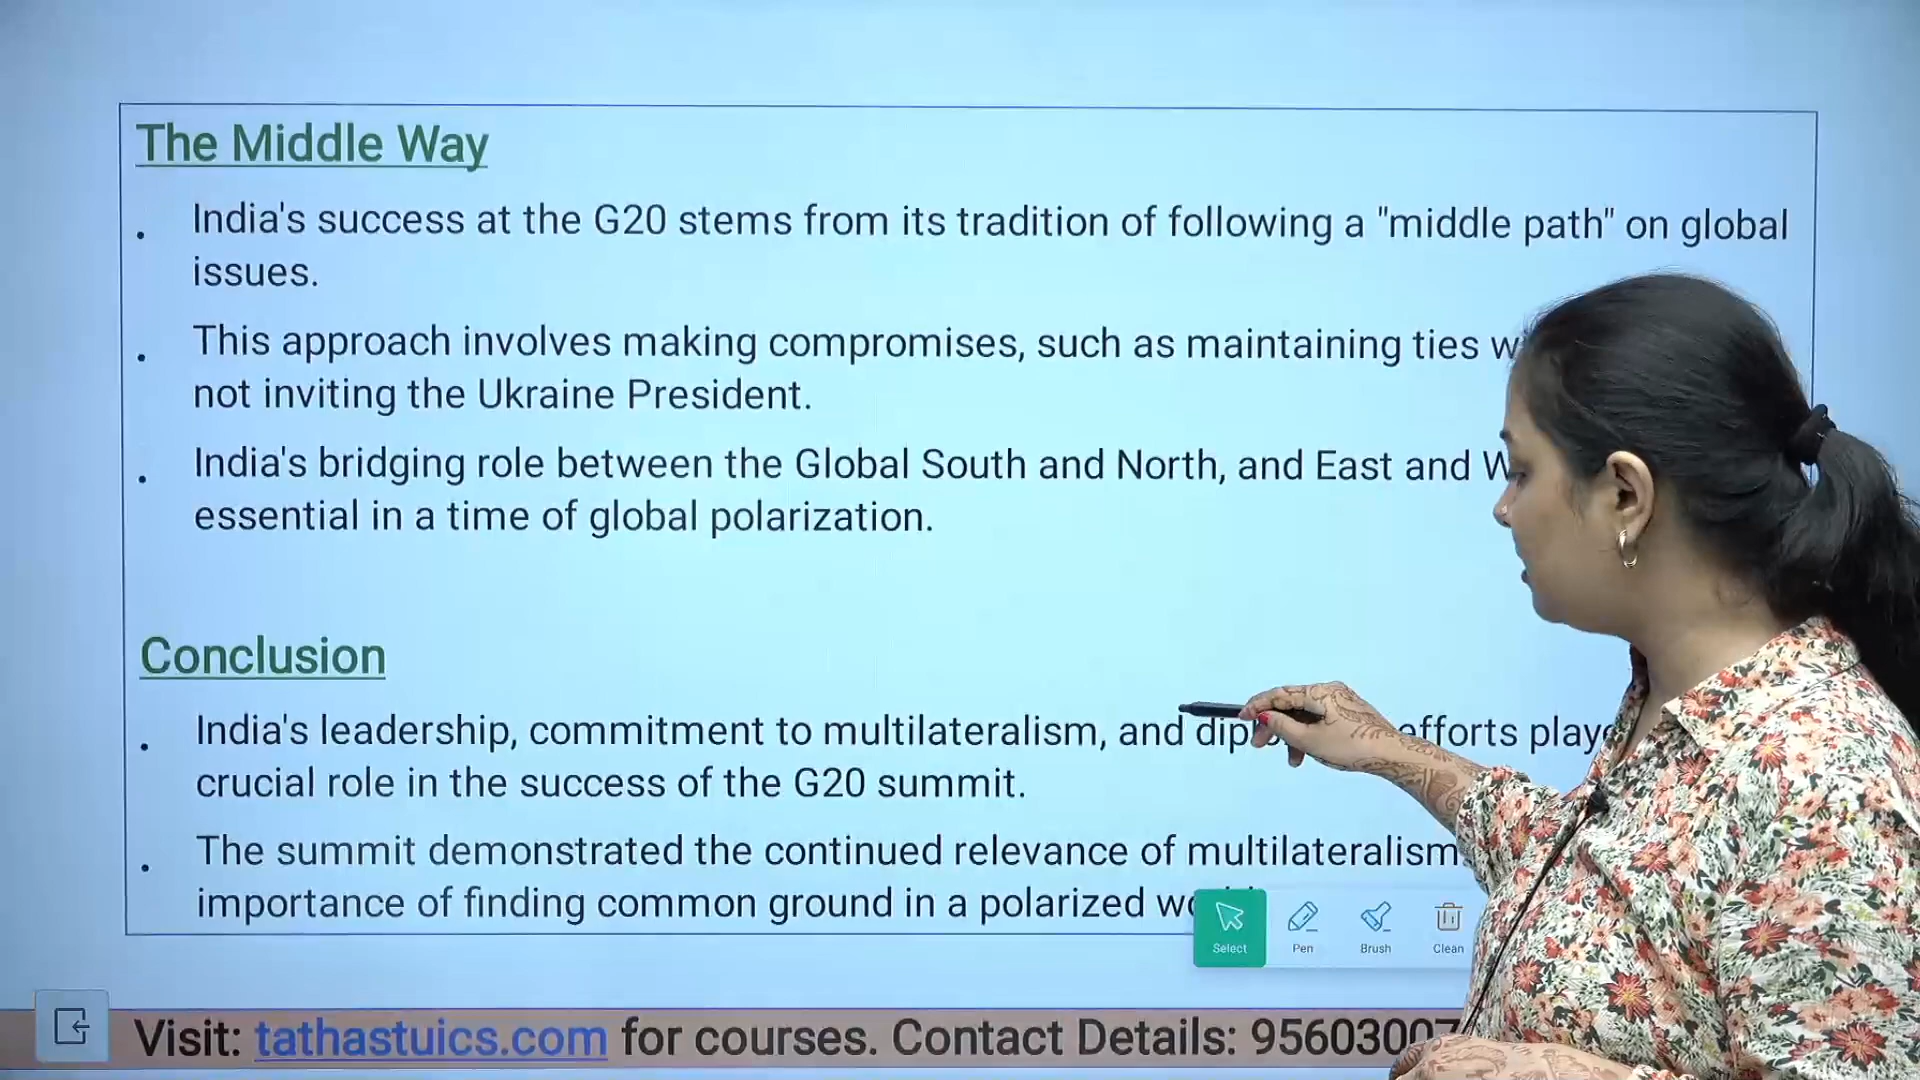 The Middle Way
India's success at the G20 stems from its tradition of following a "middle path" on global
issues.
This approach involves making compromises, such as maintaining ties
not inviting the Ukraine President.
India's bridging role between the Global South and North, and East and
essential in a time of global polarization.
Conclusion
India's leadership, commitment to multilateralism, and efforts
crucial role in the success of the G20 summit.
The summit demonstrated the continued relevance of multilateralism
importance of finding common ground in a polarized
Select Pen Brush Clean
Visit: tathastuics.com for courses. Contact Details: 9560300